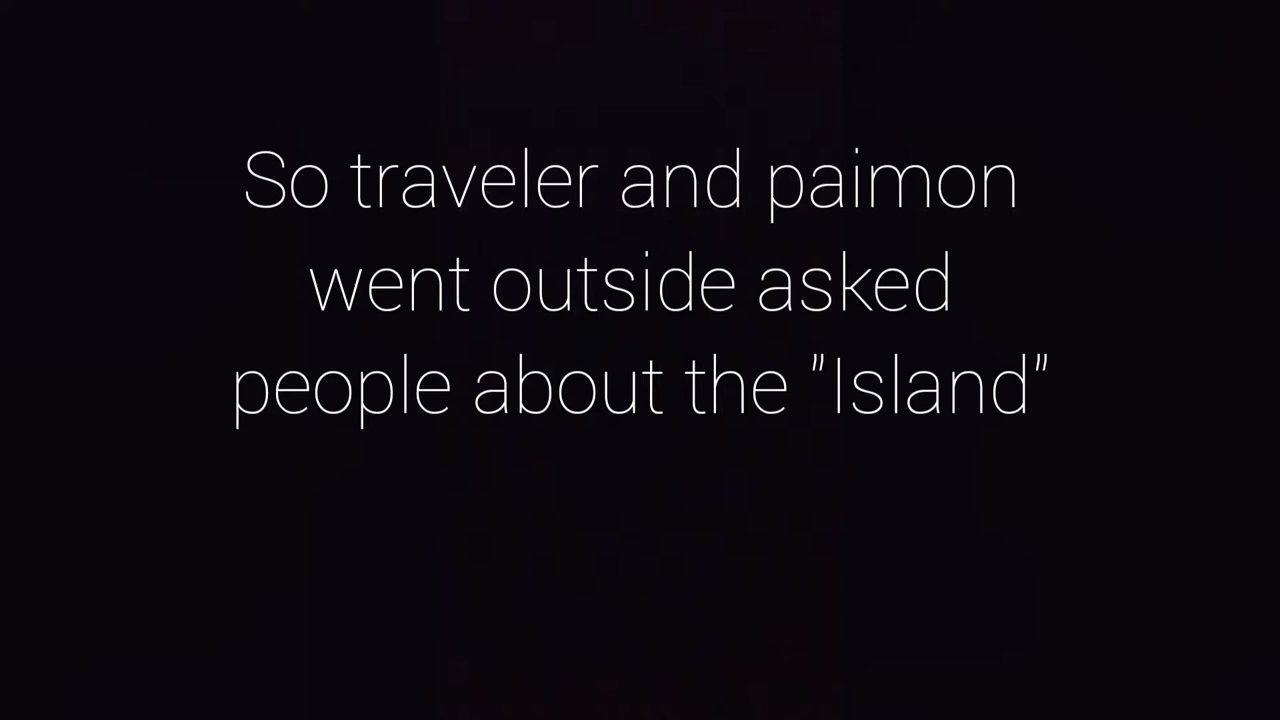 So traveler and paimon
went outside asked
people about the "Island"